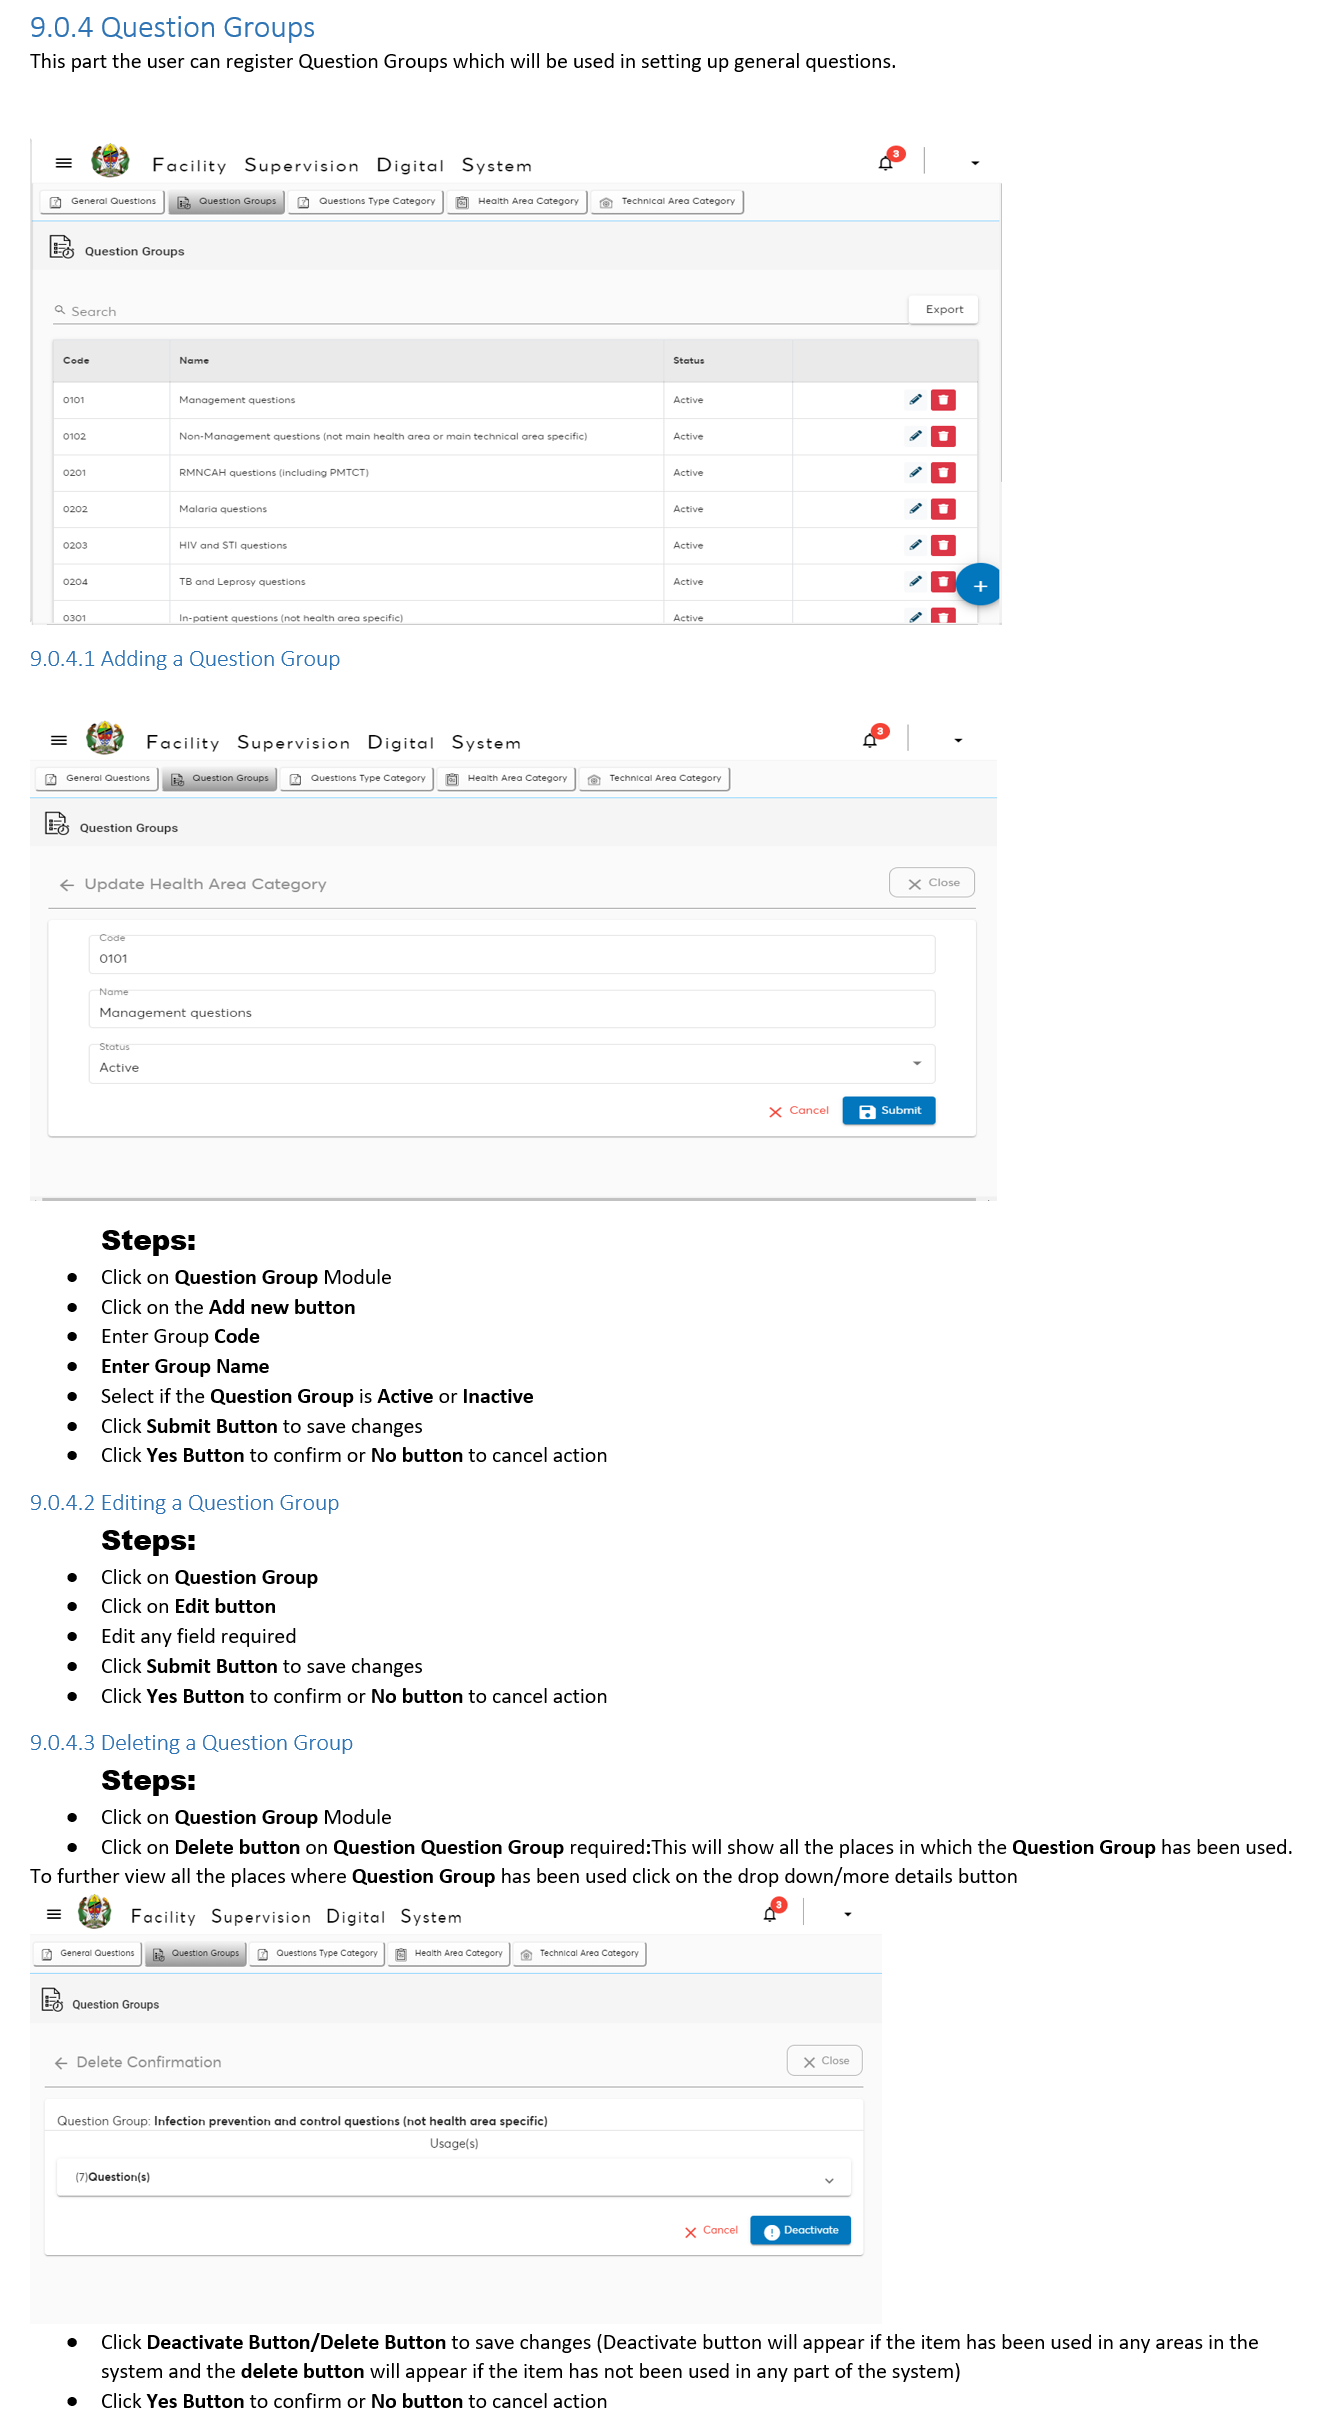 9.0.4 Question Groups
This part the user can register Question Groups which will be used in setting up general questions.
3
Facility Supervision Digital System
General Questions Question Groups Questions Type Category Health Area Category Technical Area Category
Question Groups
Search Export
Code Name Status
0101 Management questions Active
0102 Non-Management questions (not main health area or main technical area specific) Active
0201 RMNCAH questions (including PMTCT) Active
0202 Malaria questions Active
0203 HIV and STI questions Active
0204 TB and Leprosy questions Active
+
0301 In-patient questions (not health area specific) Active
9.0.4.1 Adding a Question Group
3
Facility Supervision Digital System
General Questions Question Groups Questions Type Category Health Area Category Technical Area Category
Question Groups
Update Health Area Category Close
Code
0101
Name
Management questions
Status
Active
Cancel Submit
Steps:
● Click on Question Group Module
● Click on the Add new button
● Enter Group Code
● Enter Group Name
● Select if the Question Group is Active or Inactive
● Click Submit Button to save changes
● Click Yes Button to confirm or No button to cancel action
9.0.4.2 Editing a Question Group
Steps:
● Click on Question Group
● Click on Edit button
● Edit any field required
● Click Submit Button to save changes
● Click Yes Button to confirm or No button to cancel action
9.0.4.3 Deleting a Question Group
Steps:
● Click on Question Group Module
● Click on Delete button on Question Question Group required:This will show all the places in which the Question Group has been used.
To further view all the places where Question Group has been used click on the drop down/more details button
3
Facility Supervision Digital System
General Questions Question Groups Questions Type Category Health Area Category Technical Area Category
Question Groups
Delete Confirmation Close
Question Group: Infection prevention and control questions (not health area specific)
Usage(s)
(7)Question(s)
Cancel Deactivate
● Click Deactivate Button/Delete Button to save changes (Deactivate button will appear if the item has been used in any areas in the
system and the delete button will appear if the item has not been used in any part of the system)
● Click Yes Button to confirm or No button to cancel action